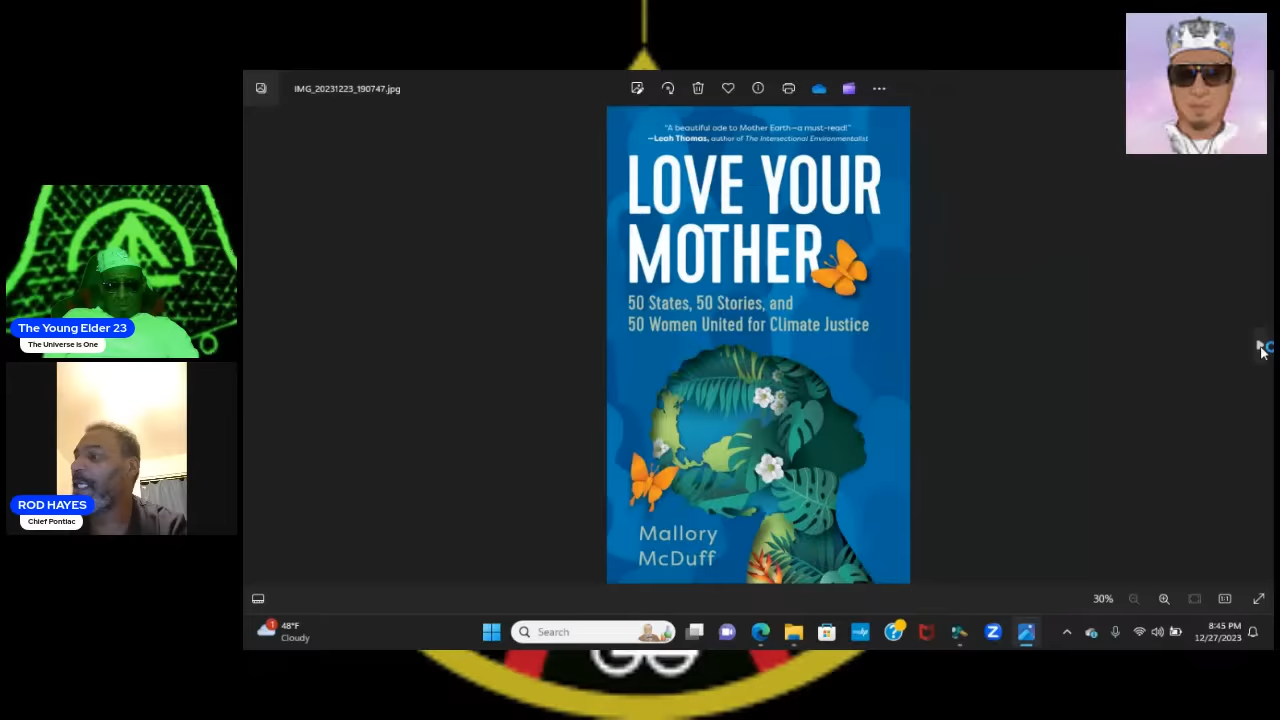 IMG_20231223_190747.jpg
"A beautiful ode to Mother Earth—a must-read!"
—Leah Thomas, author of The Intersectional Environmentalist
LOVE YOUR
MOTHER
50 States, 50 Stories, and
50 Women United for Climate Justice
Mallory
McDuff
The Young Elder 23
The Universe is One
ROD HAYES
Chief Pontiac
30%
1
48°F
Cloudy
Search
8:45 PM
12/27/2023